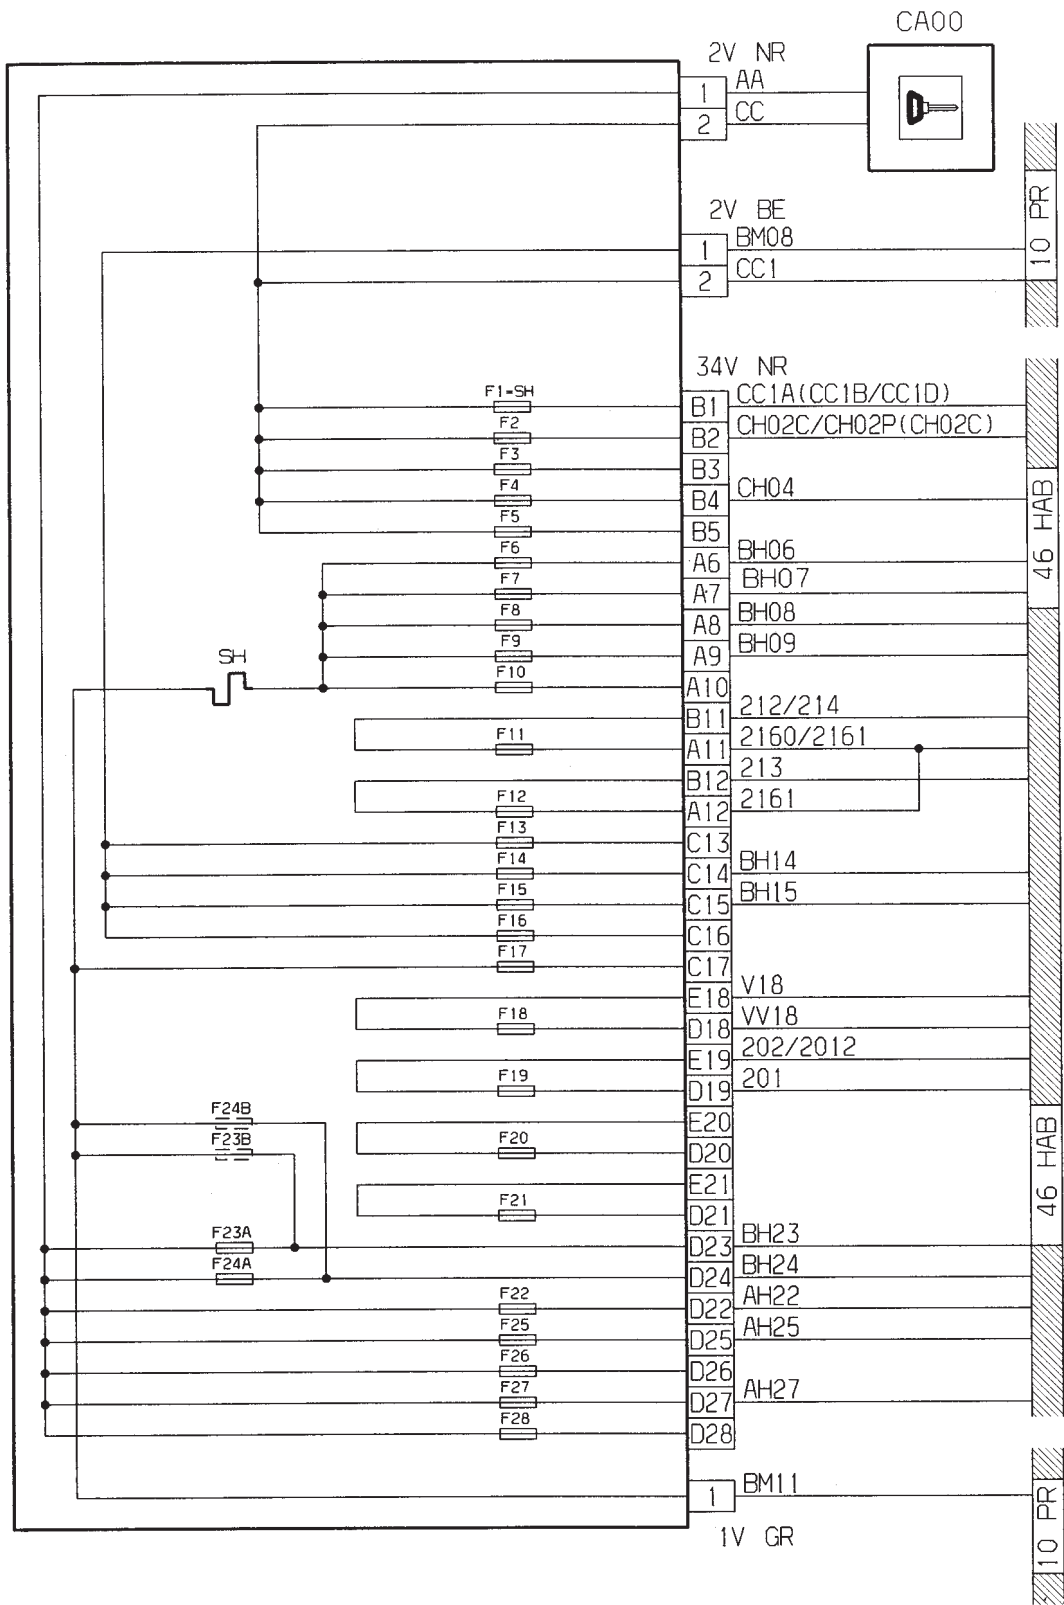 CA00
2V NR
1 AA
2 CC
10 PR
2V BE
1 BM08
2 CC1
34V NR
F1-SH B1 CC1A(CC1B/CC1D)
F2 B2 CH02C/CH02P(CH02C)
F3 B3
F4 B4 CH04
46 HAB
F5 B5
F6 A6 BH06
F7 A7 BH07
F8 A8 BH08
F9 A9 BH09
SH
F10 A10
B11 212/214
F11 A11 2160/2161
B12 213
F12 A12 2161
F13 C13
F14 C14 BH14
F15 C15 BH15
F16 C16
F17 C17
E18 V18
F18 D18 VV18
E19 202/2012
F19 D19 201
F24B E20
F23B F20 D20
46 HAB
E21
F21 D21
F23A D23 BH23
F24A D24 BH24
F22 D22 AH22
F25 D25 AH25
F26 D26
F27 D27 AH27
F28 D28
1 BM11
1V GR
10 PR